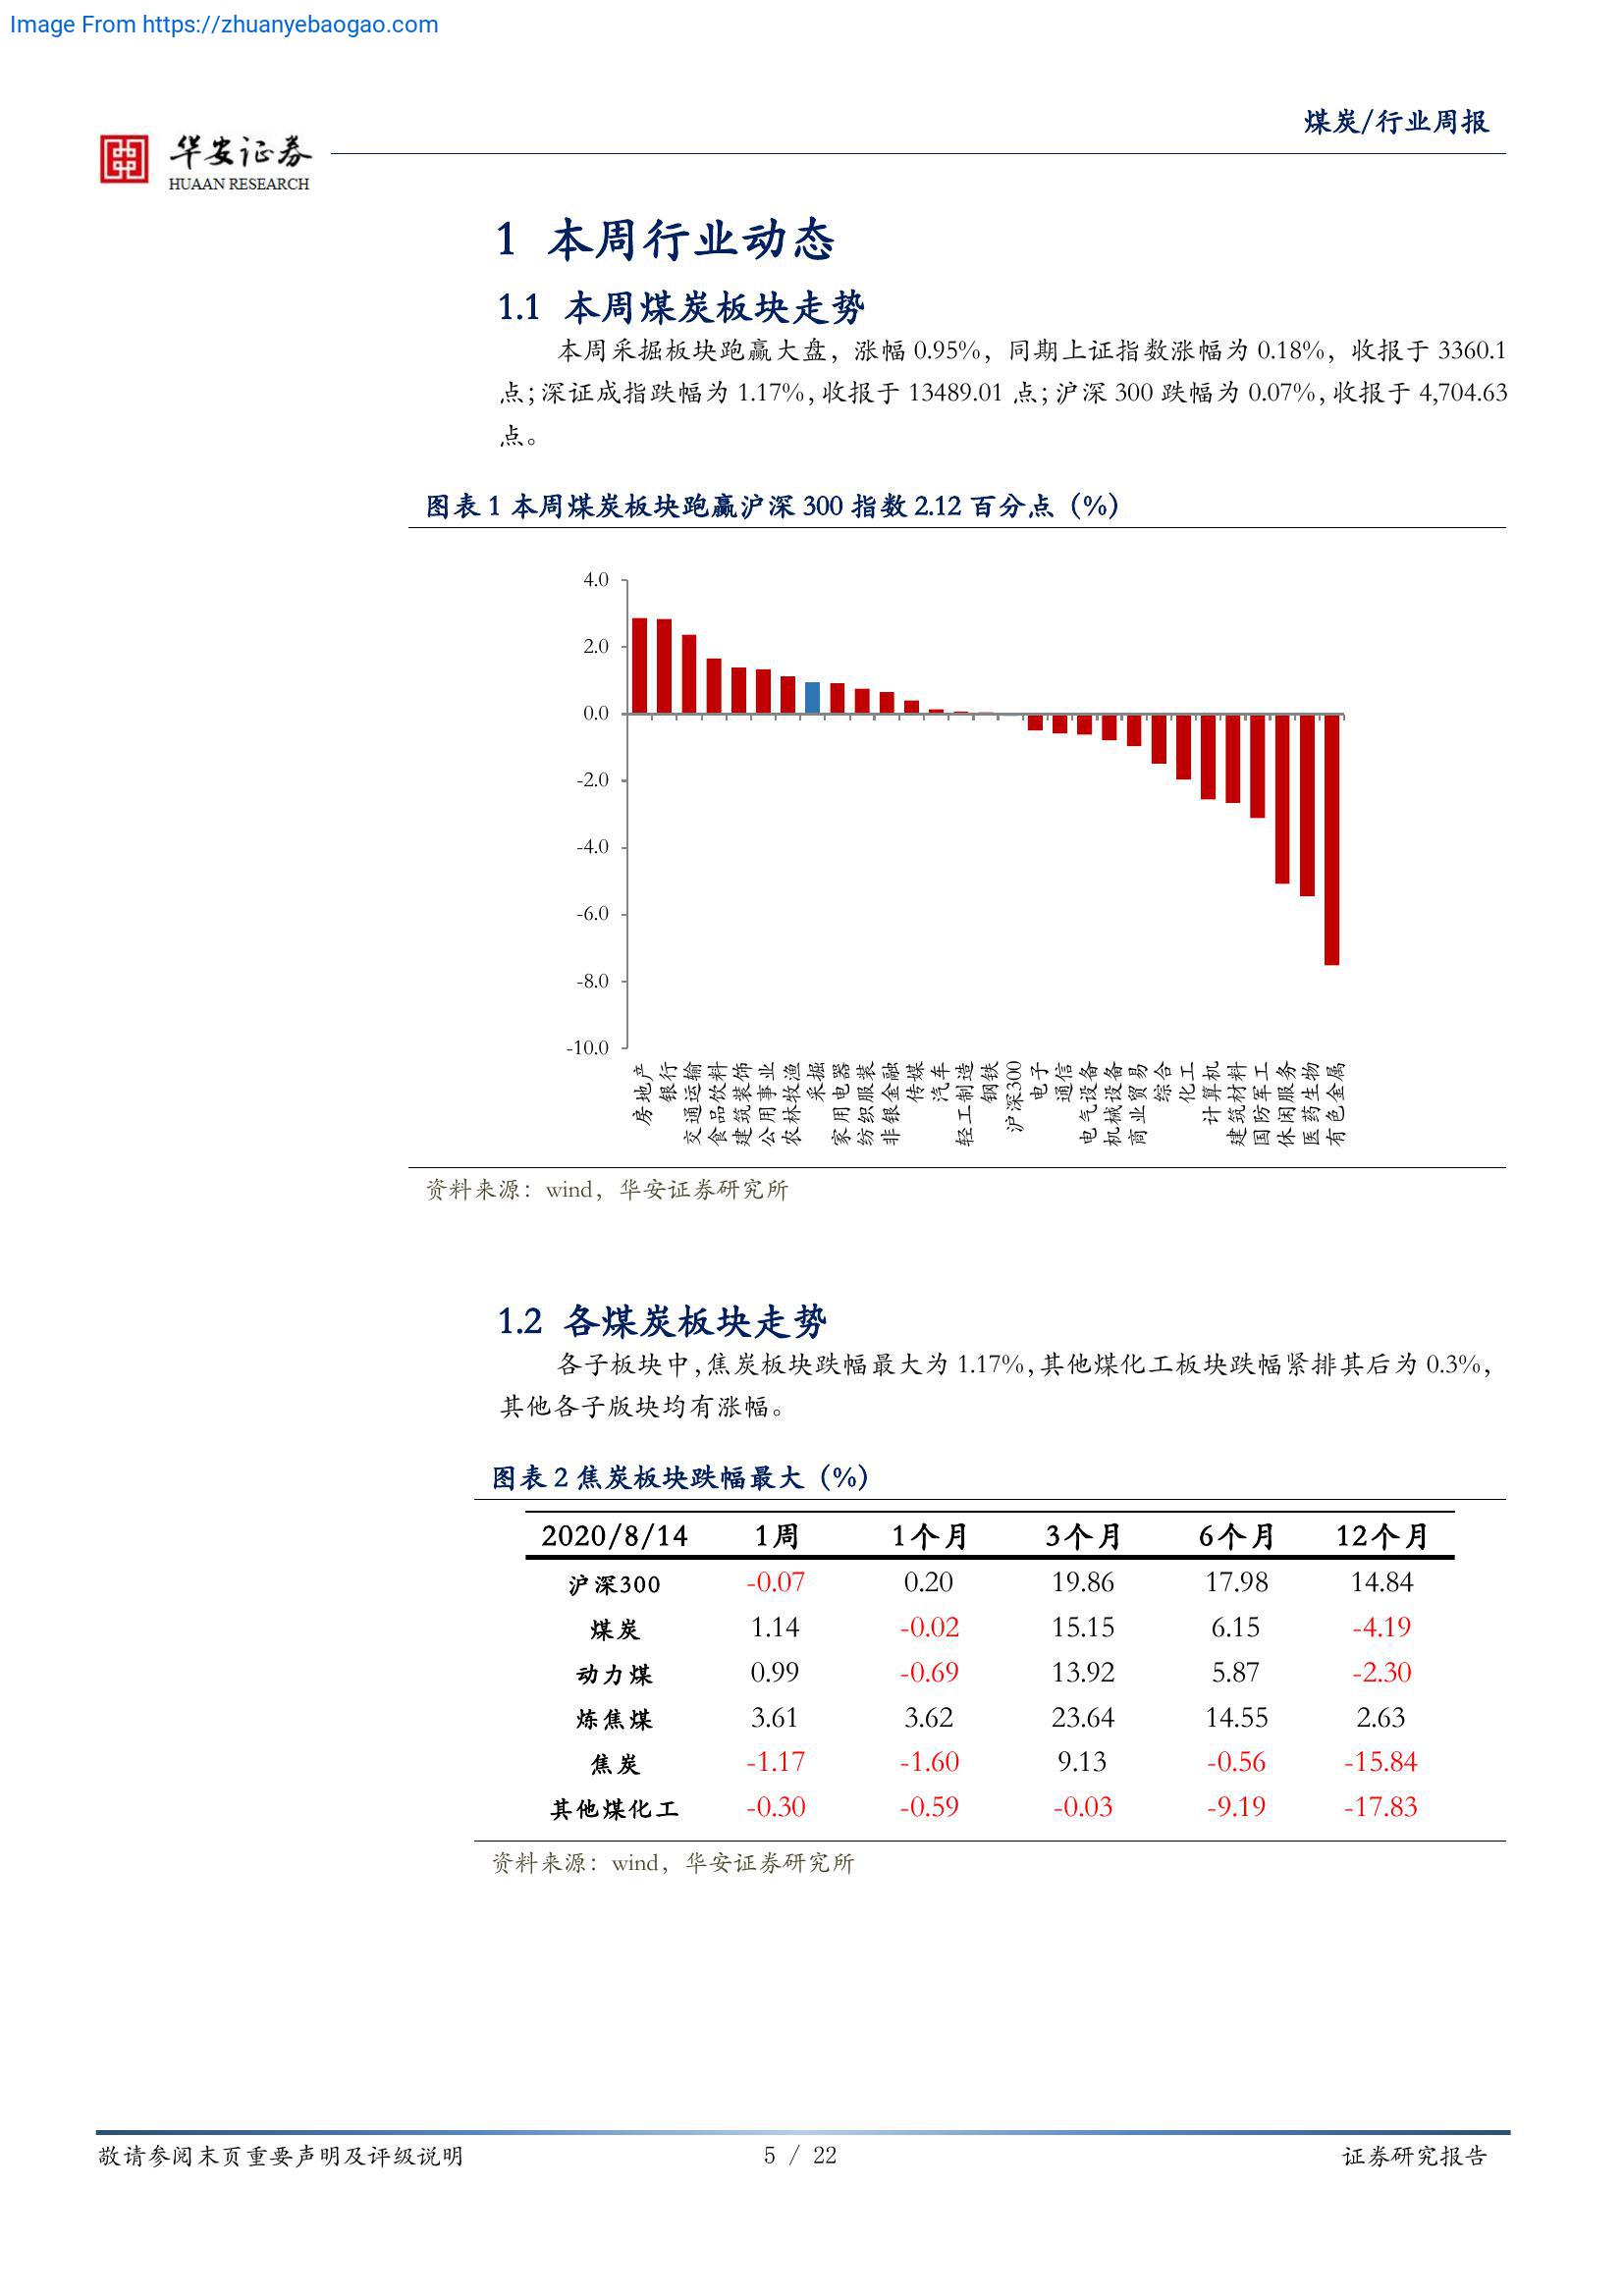 Image From https://zhuanyebaogao.com
煤炭/行业周报
华安证券
HUAAN RESEARCH
1 本周行业动态
1.1 本周煤炭板块走势
本周采掘板块跑赢大盘，涨幅 0.95%，同期上证指数涨幅为 0.18%，收报于 3360.1
点；深证成指跌幅为 1.17%，收报于 13489.01 点；沪深 300 跌幅为 0.07%，收报于 4,704.63
点。
图表 1 本周煤炭板块跑赢沪深 300 指数 2.12 百分点（%）
4.0
2.0
0.0
-2.0
-4.0
-6.0
-8.0
-10.0
房地产
银行
交通运输
食品饮料
建筑装饰
公用事业
农林牧渔
采掘
家用电器
纺织服装
非银金融
传媒
汽车
轻工制造
钢铁
沪深300
电子
通信
电气设备
机械设备
商业贸易
综合
化工
计算机
建筑材料
国防军工
休闲服务
医药生物
有色金属
资料来源：wind，华安证券研究所
1.2 各煤炭板块走势
各子板块中，焦炭板块跌幅最大为 1.17%，其他煤化工板块跌幅紧排其后为 0.3%，
其他各子版块均有涨幅。
图表 2 焦炭板块跌幅最大（%）
2020/8/14 1周 1个月 3个月 6个月 12个月
沪深300 -0.07 0.20 19.86 17.98 14.84
煤炭 1.14 -0.02 15.15 6.15 -4.19
动力煤 0.99 -0.69 13.92 5.87 -2.30
炼焦煤 3.61 3.62 23.64 14.55 2.63
焦炭 -1.17 -1.60 9.13 -0.56 -15.84
其他煤化工 -0.30 -0.59 -0.03 -9.19 -17.83
资料来源：wind，华安证券研究所
敬请参阅末页重要声明及评级说明 5 / 22 证券研究报告